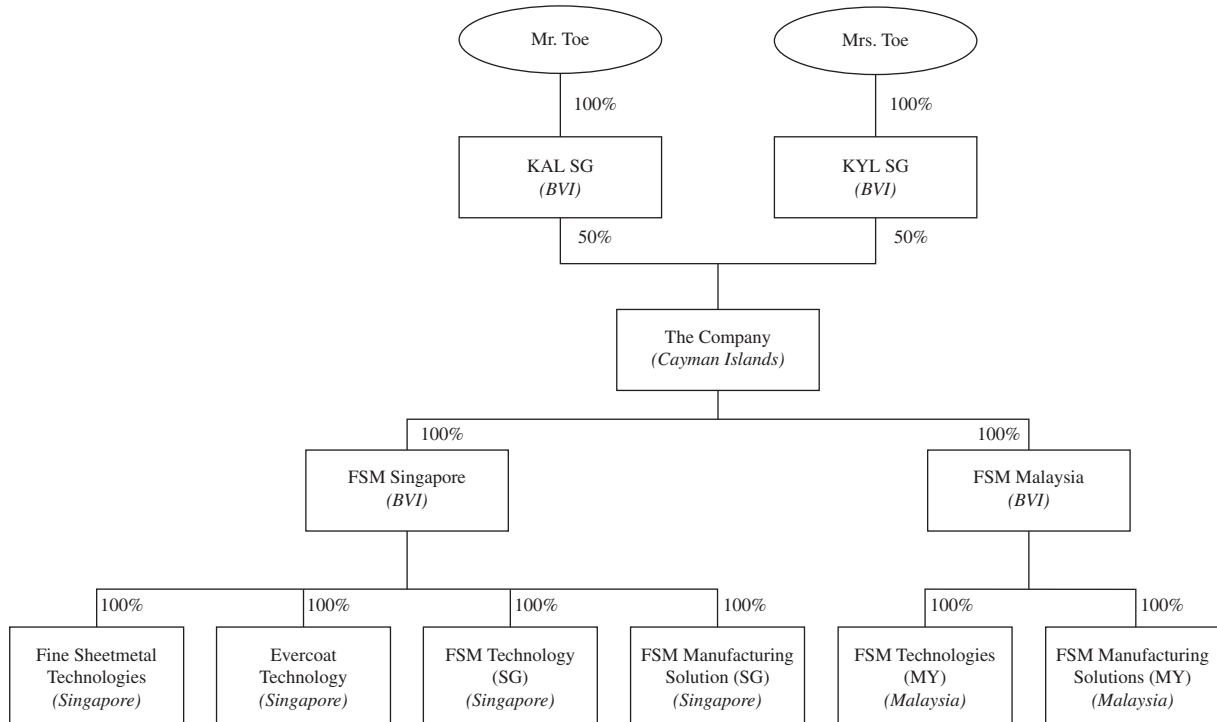 Mr. Toe
Mrs. Toe
100%
100%
KAL SG
(BVI)
KYL SG
(BVI)
50%
50%
The Company
(Cayman Islands)
100%
100%
FSM Singapore
(BVI)
FSM Malaysia
(BVI)
100%
100%
100%
100%
100%
100%
Fine Sheetmetal
Technologies
(Singapore)
Evercoat
Technology
(Singapore)
FSM Technology
(SG)
(Singapore)
FSM Manufacturing
Solution (SG)
(Singapore)
FSM Technologies
(MY)
(Malaysia)
FSM Manufacturing
Solutions (MY)
(Malaysia)